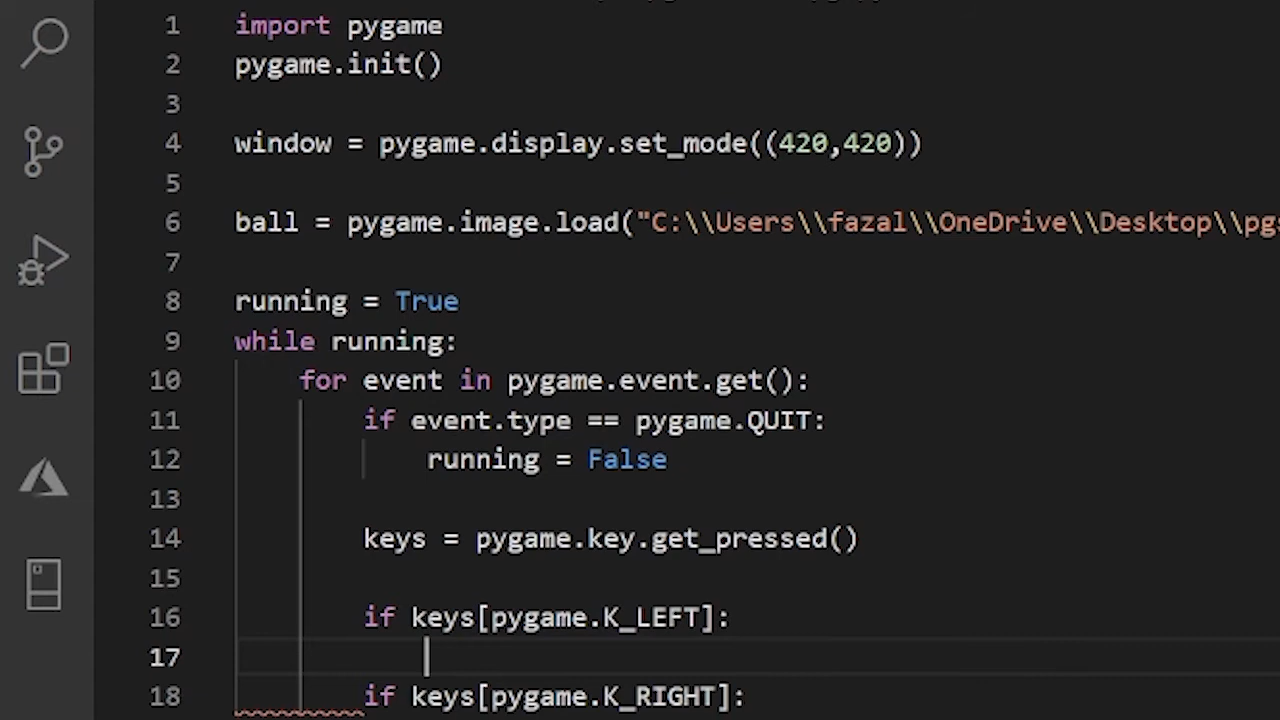 1 import pygame
2 pygame.init()
3
4 window = pygame.display.set_mode((420,420))
5
6 ball = pygame.image.load("C:\\Users\\fazal\\OneDrive\\Desktop\\pg
7
8 running = True
9 while running:
10 for event in pygame.event.get():
11 if event.type == pygame.QUIT:
12 running = False
13
14 keys = pygame.key.get_pressed()
15
16 if keys[pygame.K_LEFT]:
17
18 if keys[pygame.K_RIGHT]: